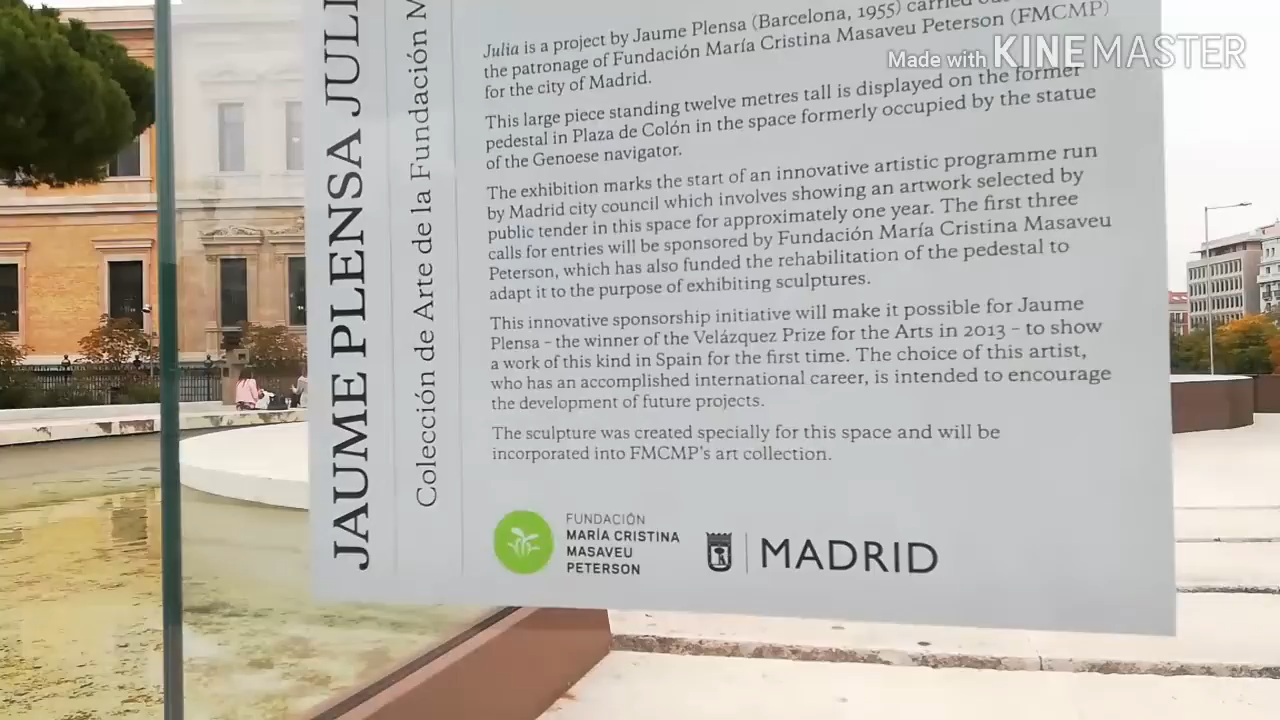 JAUME PLENSA JULI
Colección de Arte de la Fundación M
Julia is a project by Jaume Plensa (Barcelona, 1955) carried
the patronage of Fundación María Cristina Masaveu Peterson (FMCMP)
for the city of Madrid.
This large piece standing twelve metres tall is displayed on the former
pedestal in Plaza de Colón in the space formerly occupied by the statue
of the Genoese navigator.
The exhibition marks the start of an innovative artistic programme run
by Madrid city council which involves showing an artwork selected by
public tender in this space for approximately one year. The first three
calls for entries will be sponsored by Fundación María Cristina Masaveu
Peterson, which has also funded the rehabilitation of the pedestal to
adapt it to the purpose of exhibiting sculptures.
This innovative sponsorship initiative will make it possible for Jaume
Plensa – the winner of the Velázquez Prize for the Arts in 2013 – to show
a work of this kind in Spain for the first time. The choice of this artist,
who has an accomplished international career, is intended to encourage
the development of future projects.
The sculpture was created specially for this space and will be
incorporated into FMCMP's art collection.
FUNDACIÓN
MARÍA CRISTINA
MASAVEU
PETERSON
MADRID
Made with KINEMASTER